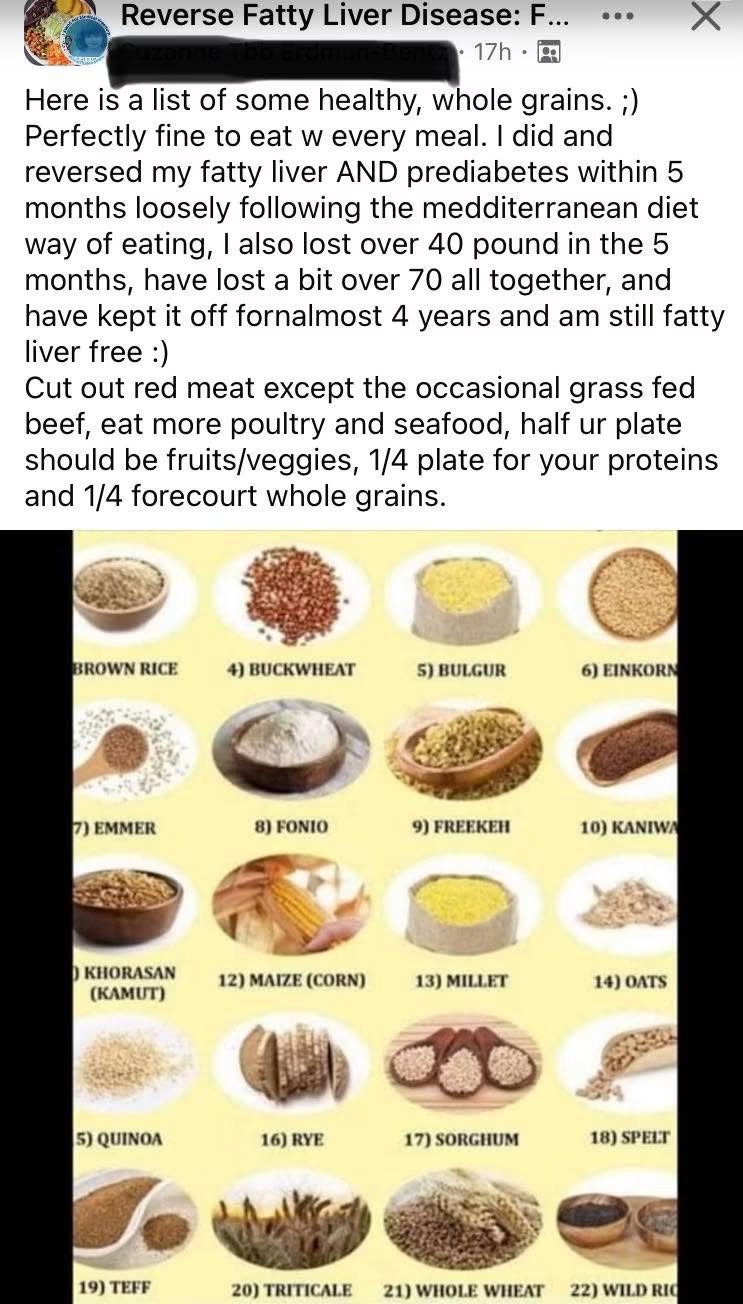 Reverse Fatty Liver Disease: F...
· 17h ·
Here is a list of some healthy, whole grains. ;)
Perfectly fine to eat w every meal. I did and
reversed my fatty liver AND prediabetes within 5
months loosely following the medditerranean diet
way of eating, I also lost over 40 pound in the 5
months, have lost a bit over 70 all together, and
have kept it off fornalmost 4 years and am still fatty
liver free :)
Cut out red meat except the occasional grass fed
beef, eat more poultry and seafood, half ur plate
should be fruits/veggies, 1/4 plate for your proteins
and 1/4 forecourt whole grains.
BROWN RICE 4) BUCKWHEAT 5) BULGUR 6) EINKORN
7) EMMER 8) FONIO 9) FREEKEH 10) KANIWA
) KHORASAN 12) MAIZE (CORN) 13) MILLET 14) OATS
(KAMUT)
5) QUINOA 16) RYE 17) SORGHUM 18) SPELT
19) TEFF 20) TRITICALE 21) WHOLE WHEAT 22) WILD RIC